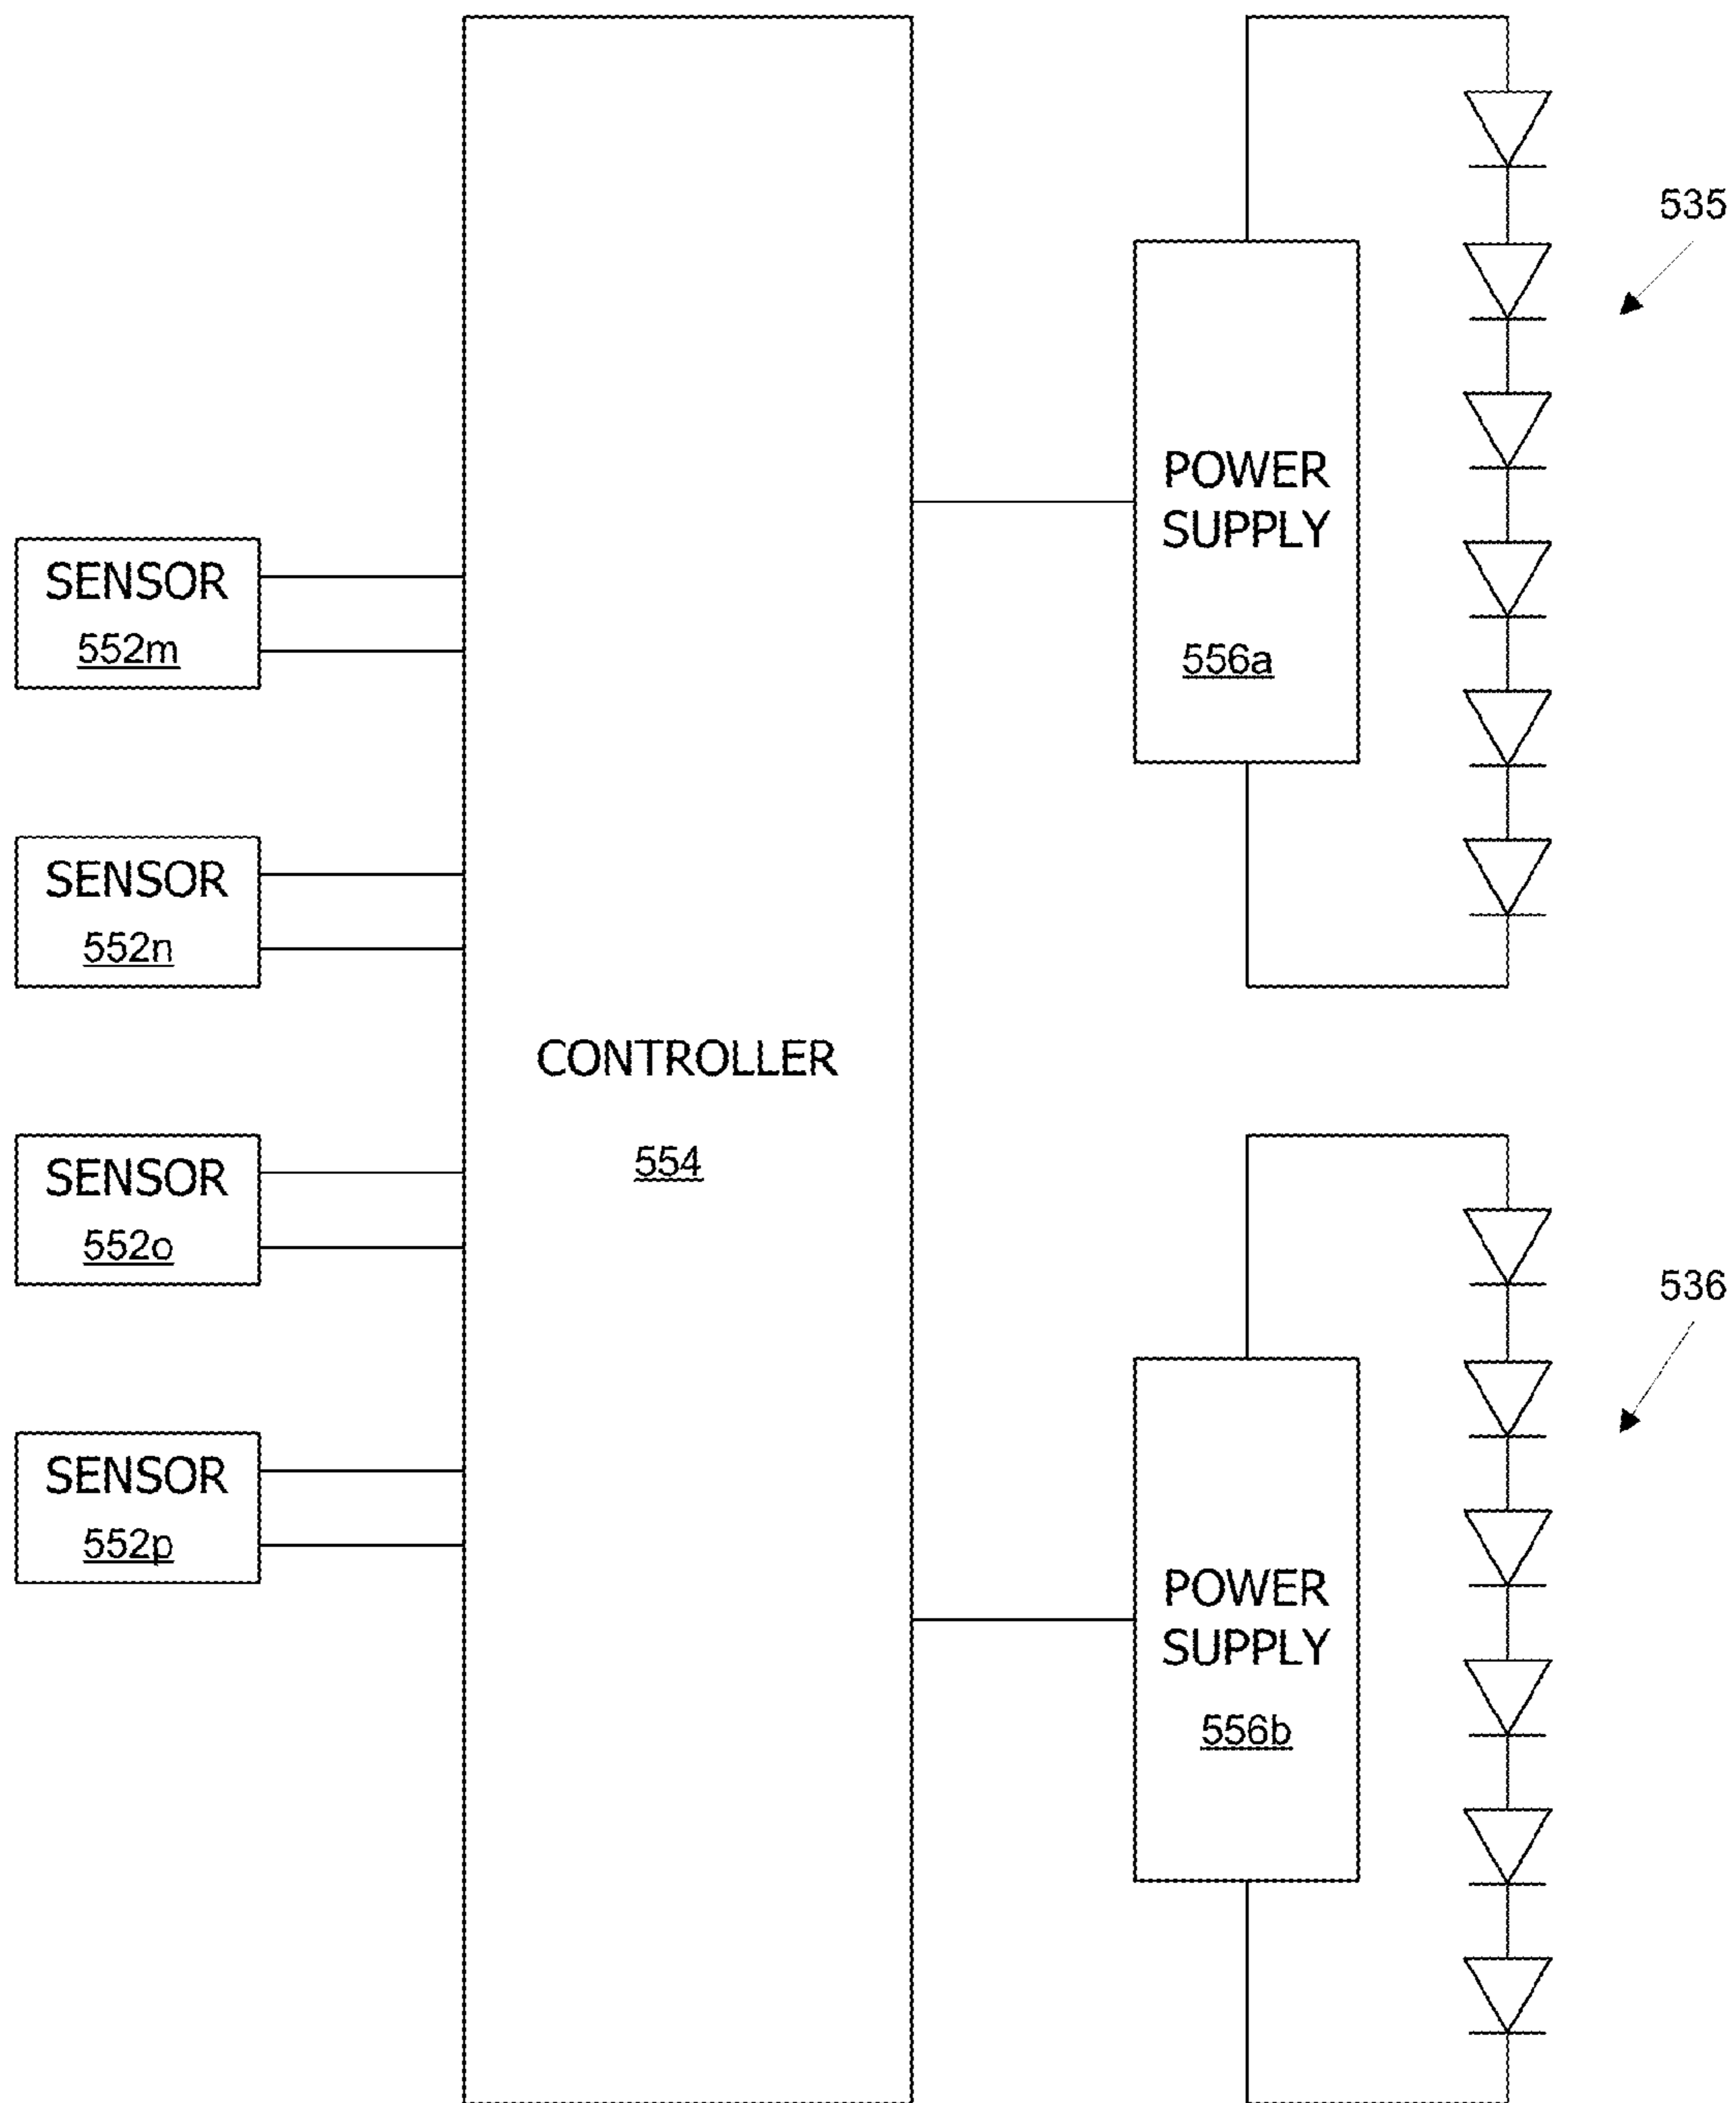 SENSOR
552m
SENSOR
552n
SENSOR
552o
SENSOR
552p
CONTROLLER
554
POWER
SUPPLY
556a
535
POWER
SUPPLY
556b
536